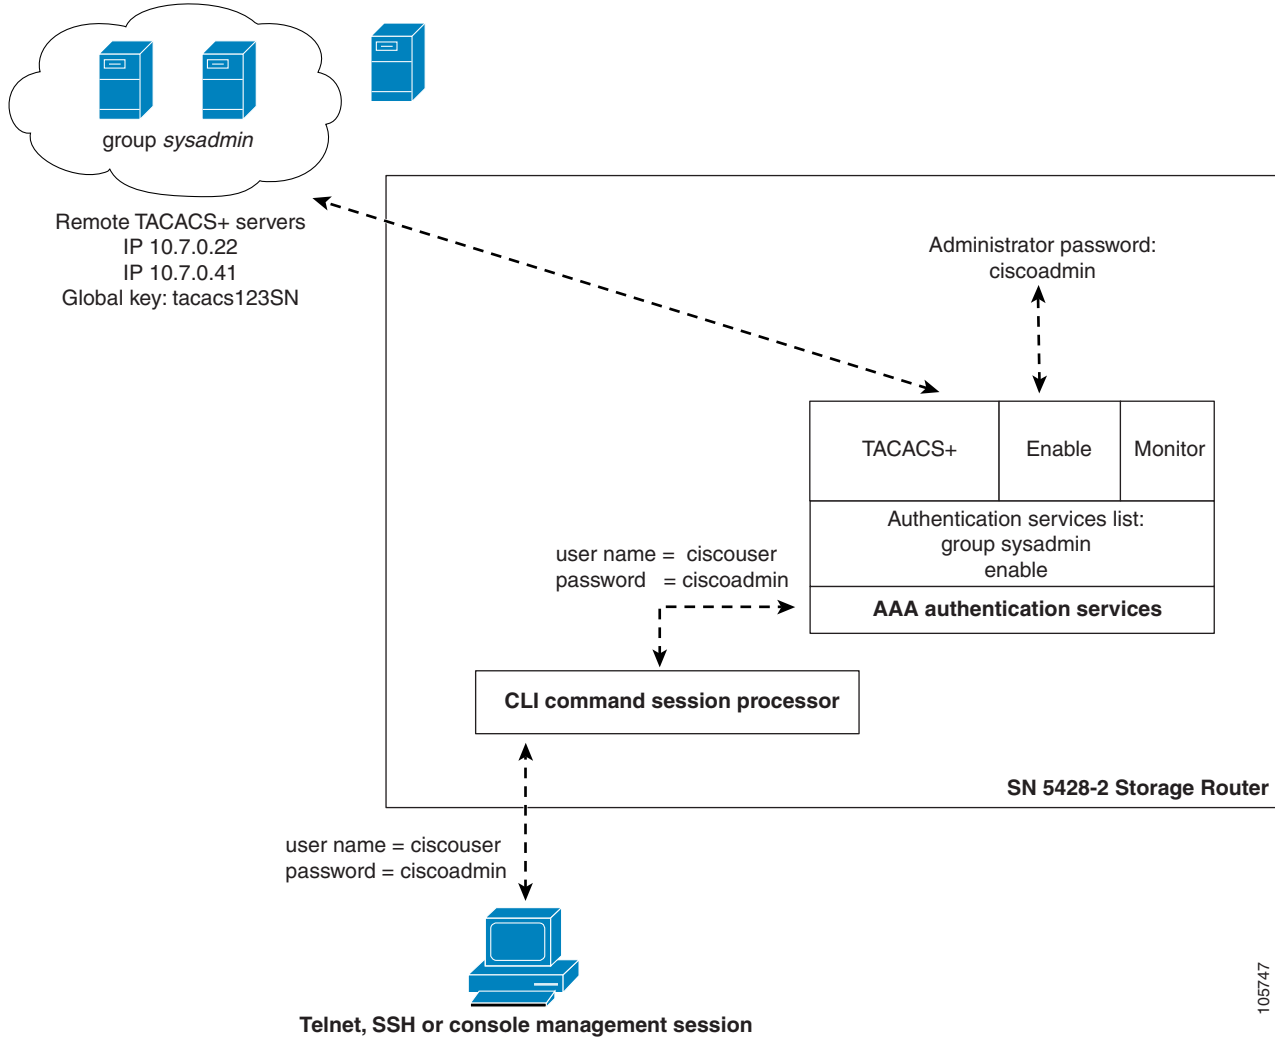 group sysadmin
Remote TACACS+ servers
IP 10.7.0.22
IP 10.7.0.41
Global key: tacacs123SN
Administrator password:
ciscoadmin
TACACS+
Enable
Monitor
Authentication services list:
group sysadmin
enable
AAA authentication services
user name = ciscouser
password = ciscoadmin
CLI command session processor
SN 5428-2 Storage Router
user name = ciscouser
password = ciscoadmin
Telnet, SSH or console management session
105747